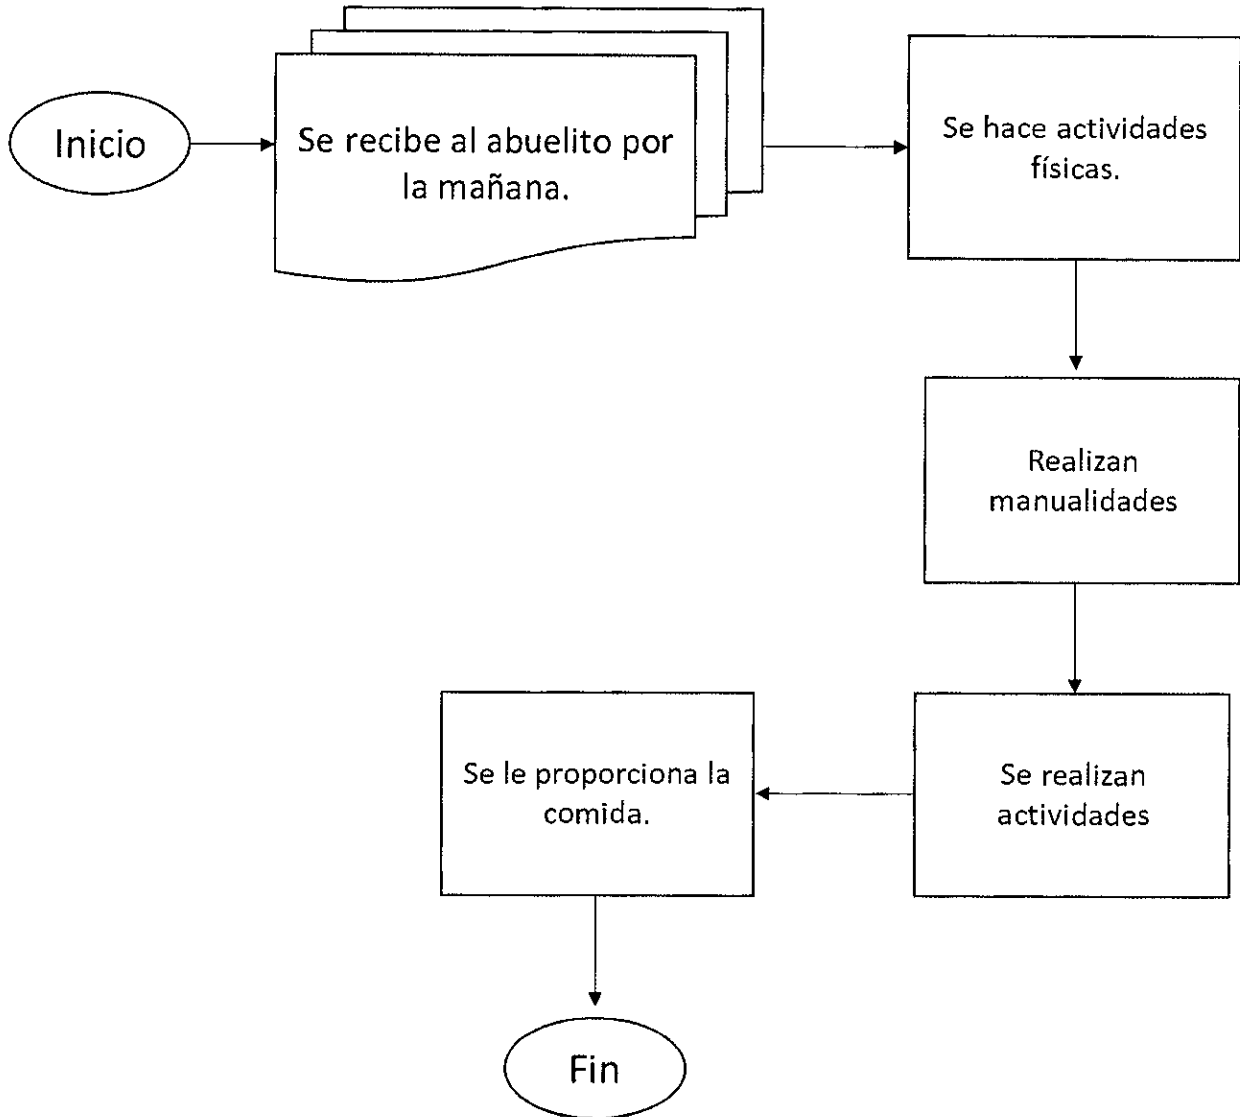 Inicio
Se recibe al abuelito por
la mañana.
Se hace actividades
físicas.
Realizan
manualidades
Se realizan
actividades
Se le proporciona la
comida.
Fin